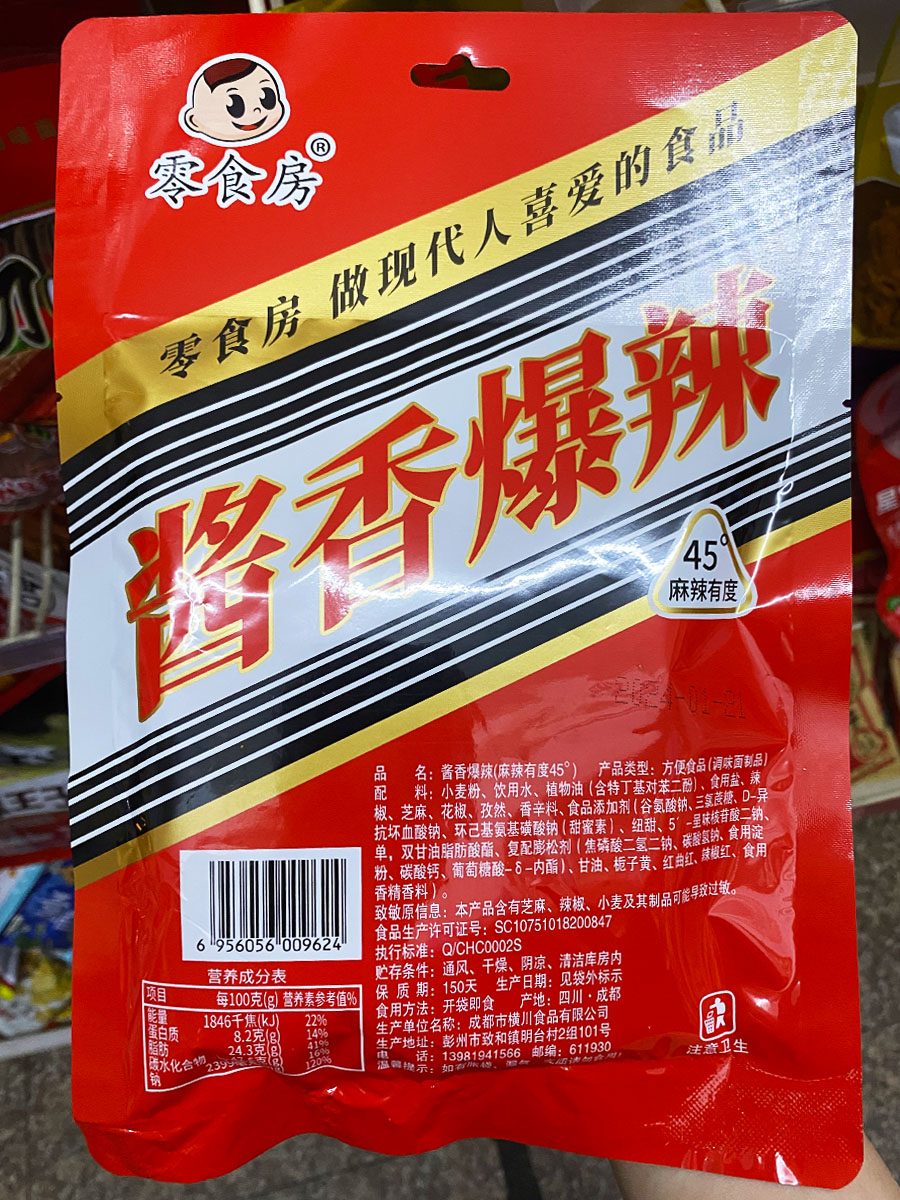 零食房®
零食房 做现代人喜爱的食品
酱香爆辣
45°
麻辣有度
2024-01-21
品 名：酱香爆辣(麻辣有度45°) 产品类型：方便食品(调味面制品)
配 料：小麦粉、饮用水、植物油（含特丁基对苯二酚）、食用盐、辣
椒、芝麻、花椒、孜然、香辛料、食品添加剂(谷氨酸钠、三氯蔗糖、D-异
抗坏血酸钠、环己基氨基磺酸钠（甜蜜素）、纽甜、5′-呈味核苷酸二钠、
单，双甘油脂肪酸酯、复配膨松剂（焦磷酸二氢二钠、碳酸氢钠、食用淀
粉、碳酸钙、葡萄糖酸-δ-内酯）、甘油、栀子黄、红曲红、辣椒红、食用
香精香料）。
致敏原信息：本产品含有芝麻、辣椒、小麦及其制品可能导致过敏。
食品生产许可证号：SC10751018200847
执行标准：Q/CHC0002S
贮存条件：通风、干燥、阴凉、清洁库房内
保 质 期：150天 生产日期：见袋外标示
食用方法：开袋即食 产地：四川·成都
生产单位名称：成都市横川食品有限公司
生产地址：彭州市致和镇明台村2组101号
电 话：13981941566 邮编：611930
温馨提示：
6 956056 009624
营养成分表
项目 每100克(g) 营养素参考值%
能量 1846千焦(kJ) 22%
蛋白质 8.2克(g) 14%
脂肪 24.3克(g) 41%
碳水化合物 16%
钠 120%
注意卫生